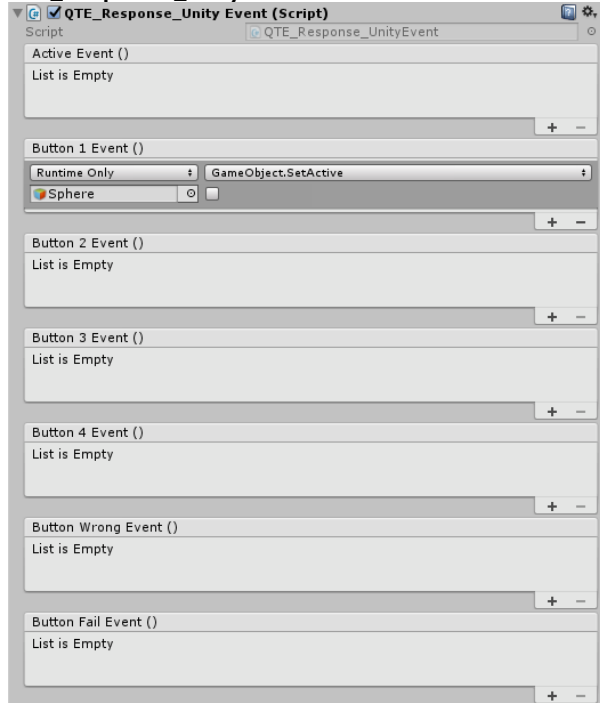 QTE_Response_Unity Event (Script)
Script QTE_Response_UnityEvent
Active Event ()
List is Empty
+ −
Button 1 Event ()
Runtime Only GameObject.SetActive
Sphere
+ −
Button 2 Event ()
List is Empty
+ −
Button 3 Event ()
List is Empty
+ −
Button 4 Event ()
List is Empty
+ −
Button Wrong Event ()
List is Empty
+ −
Button Fail Event ()
List is Empty
+ −